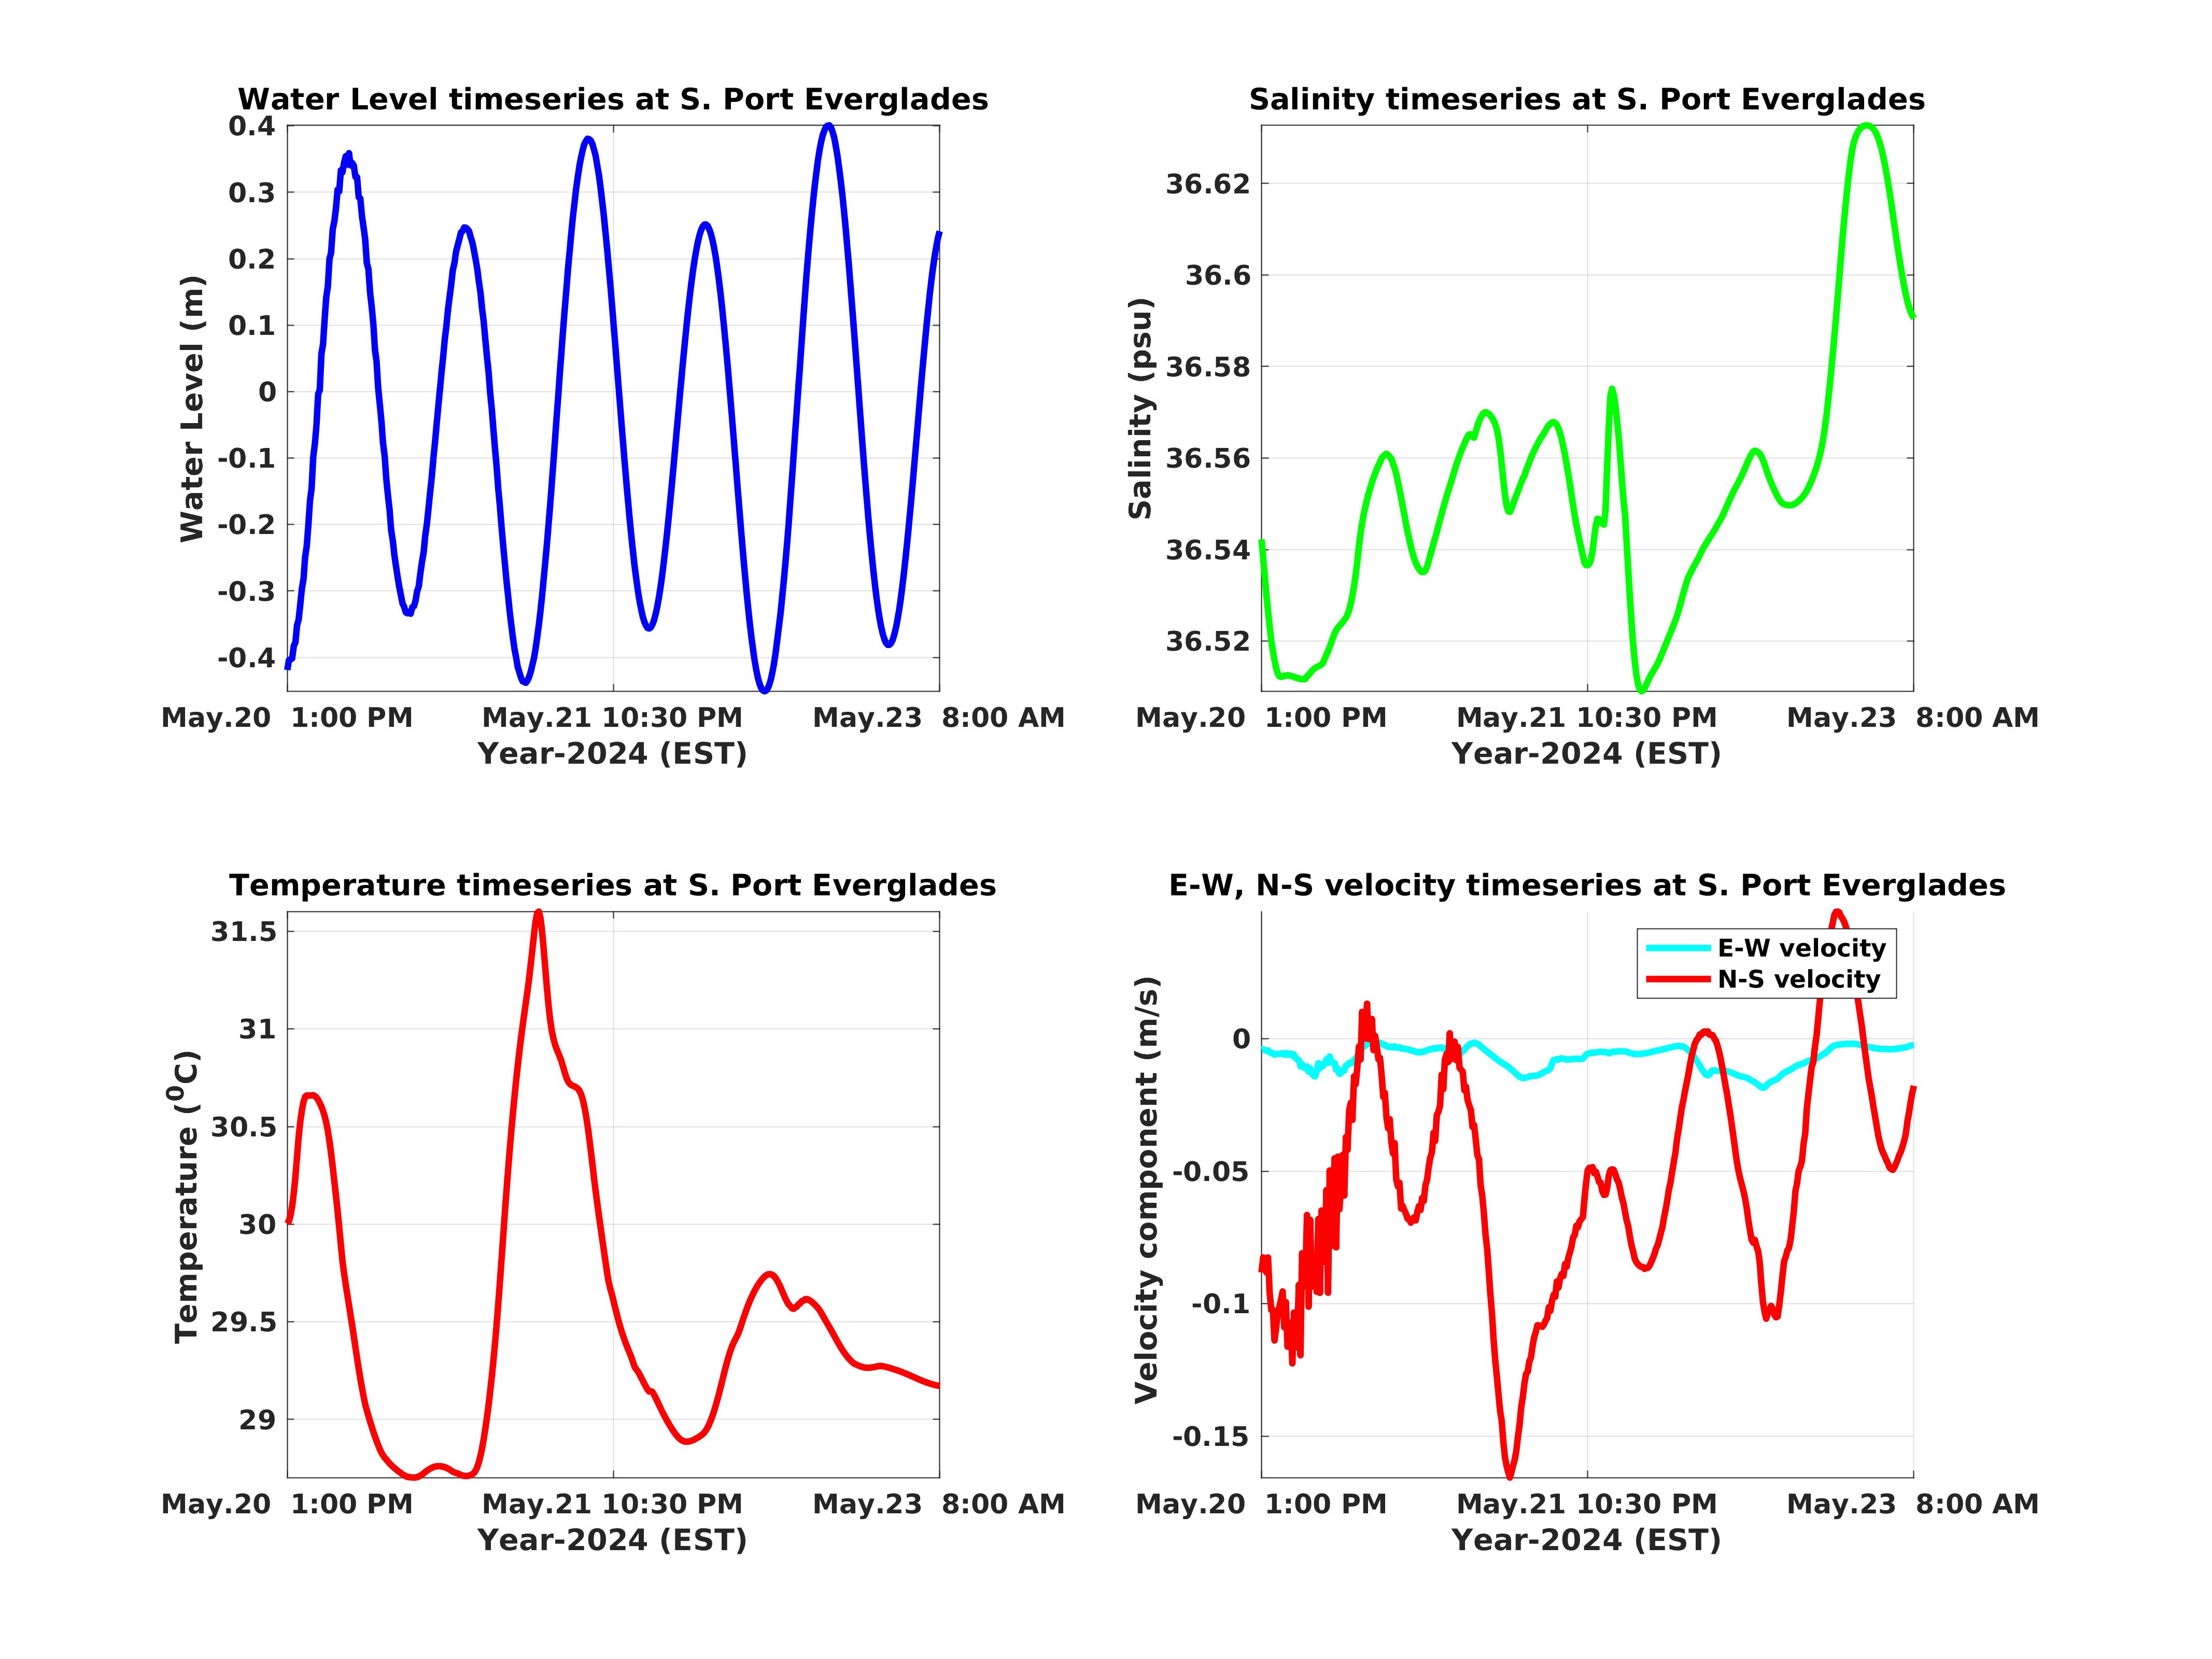 Water Level timeseries at S. Port Everglades
0.4
0.3
0.2
0.1
0
-0.1
-0.2
-0.3
-0.4
Water Level (m)
May.20  1:00 PM
May.21 10:30 PM
May.23  8:00 AM
Year-2024 (EST)
Salinity timeseries at S. Port Everglades
36.62
36.6
36.58
36.56
36.54
36.52
Salinity (psu)
May.20  1:00 PM
May.21 10:30 PM
May.23  8:00 AM
Year-2024 (EST)
Temperature timeseries at S. Port Everglades
31.5
31
30.5
30
29.5
29
Temperature (⁰C)
May.20  1:00 PM
May.21 10:30 PM
May.23  8:00 AM
Year-2024 (EST)
E-W, N-S velocity timeseries at S. Port Everglades
E-W velocity
N-S velocity
0
-0.05
-0.1
-0.15
Velocity component (m/s)
May.20  1:00 PM
May.21 10:30 PM
May.23  8:00 AM
Year-2024 (EST)